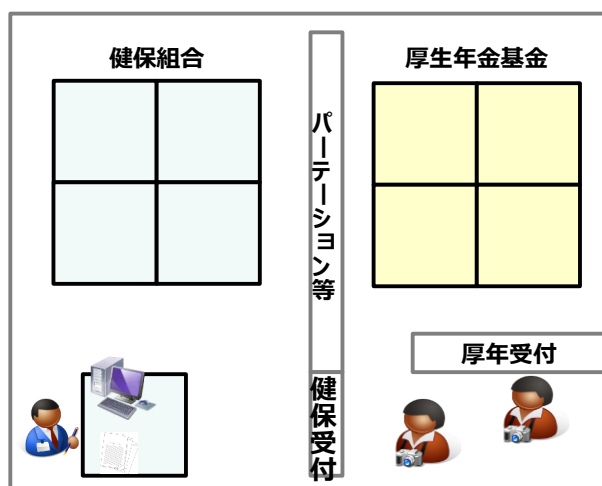 健保組合
厚生年金基金
パーテーション等
厚年受付
健保受付